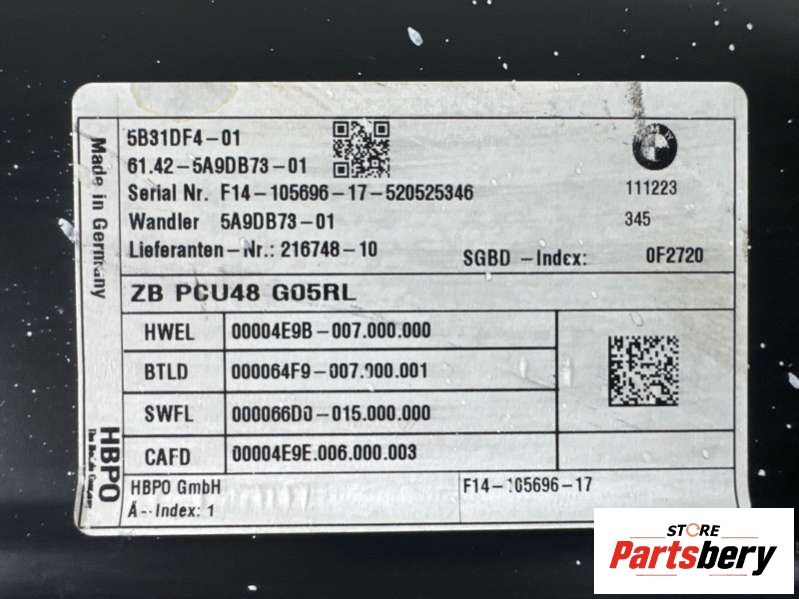 5B31DF4-01
61.42-5A9DB73-01
Serial Nr. F14-105696-17-520525346
Wandler 5A9DB73-01
Lieferanten-Nr.: 216748-10
111223
345
SGBD -Index: 0F2720
Made in Germany
ZB PCU48 G05RL
HWEL 00004E9B-007.000.000
BTLD 000064F9-007.000.001
SWFL 000066D0-015.000.000
CAFD 00004E9E.006.000.003
HBPO
HBPO GmbH
Ä-Index: 1
F14-105696-17
STORE
Partsbery